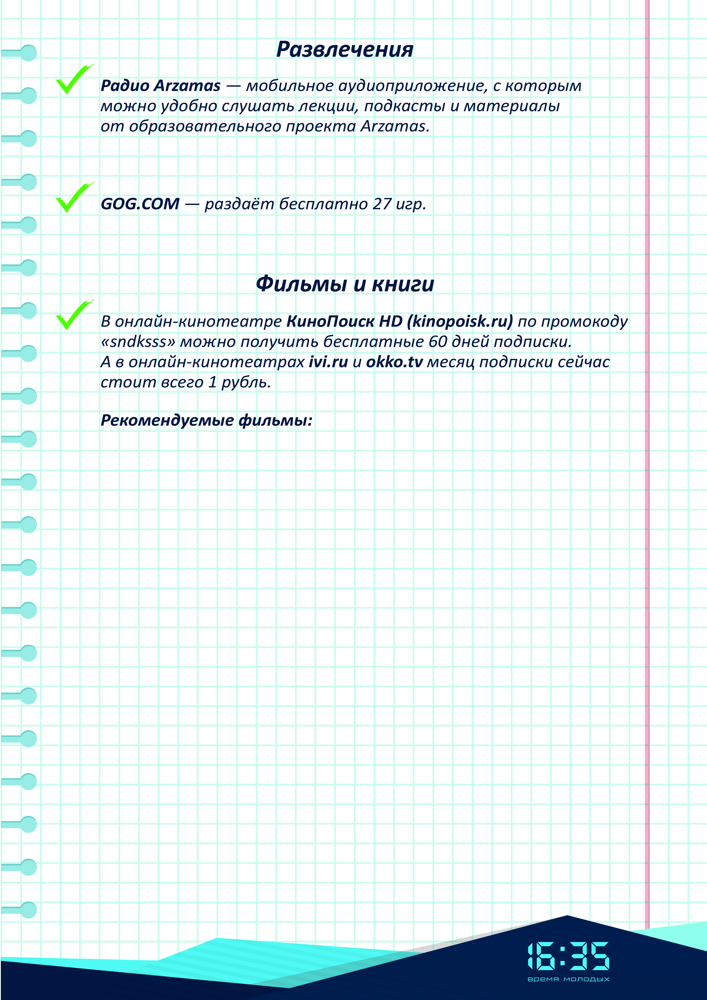 Развлечения
Радио Arzamas — мобильное аудиоприложение, с которым
можно удобно слушать лекции, подкасты и материалы
от образовательного проекта Arzamas.
GOG.COM — раздаёт бесплатно 27 игр.
Фильмы и книги
В онлайн-кинотеатре КиноПоиск HD (kinopoisk.ru) по промокоду
«sndksss» можно получить бесплатные 60 дней подписки.
А в онлайн-кинотеатрах ivi.ru и okko.tv месяц подписки сейчас
стоит всего 1 рубль.
Рекомендуемые фильмы:
16:35
время молодых